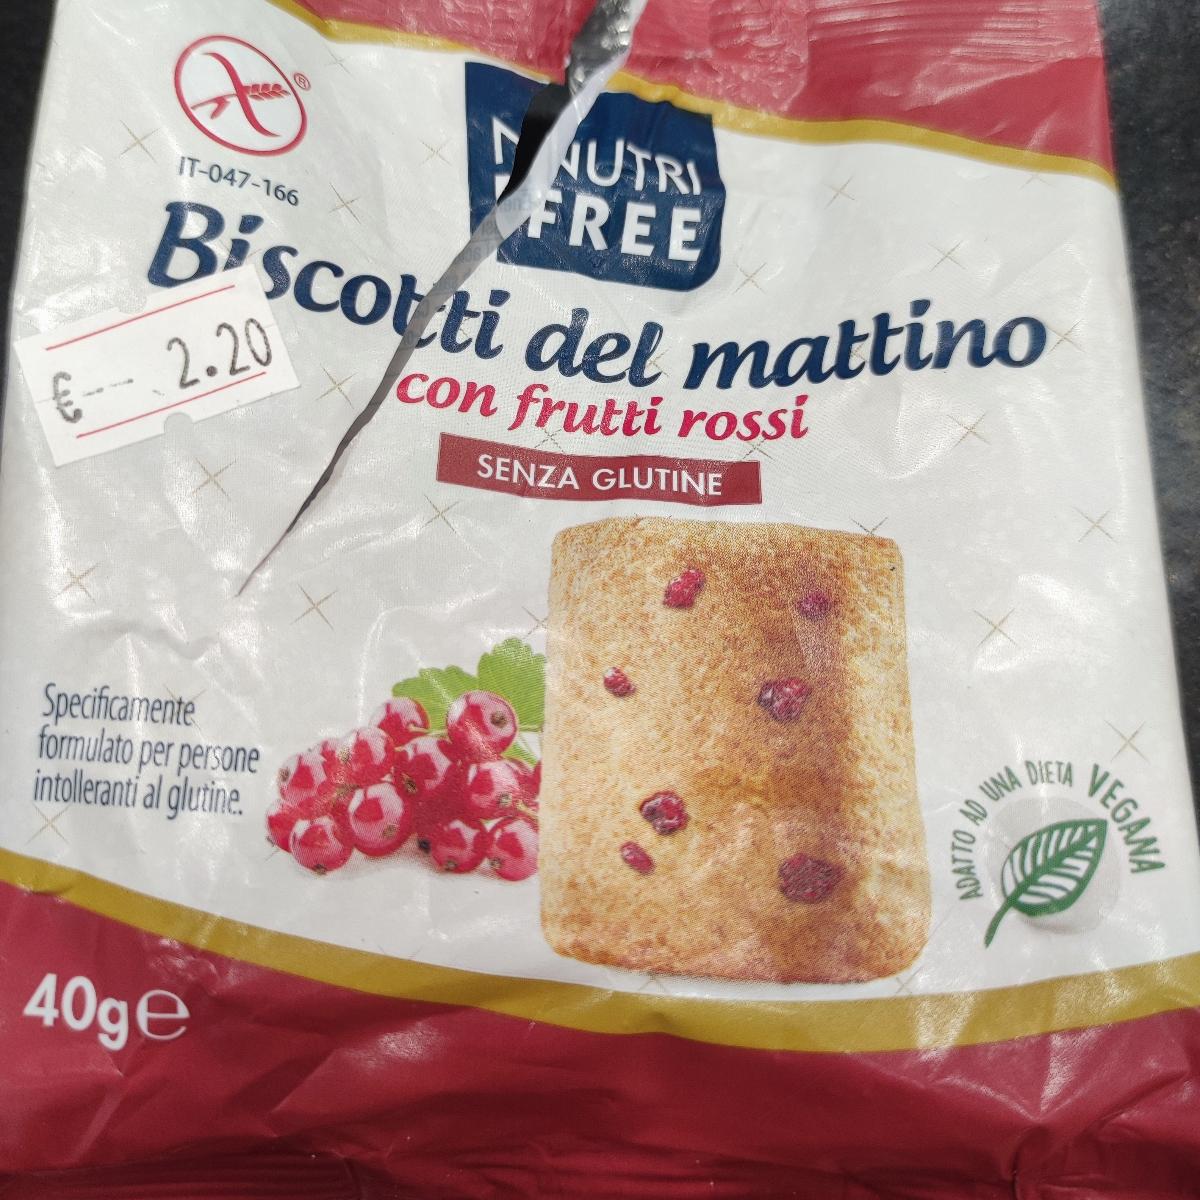 IT-047-166
NUTRI
FREE
Biscotti del mattino
con frutti rossi
SENZA GLUTINE
€-- -- 2.20
Specificamente
formulato per persone
intolleranti al glutine.
ADATTO AD UNA DIETA VEGANA
40g℮